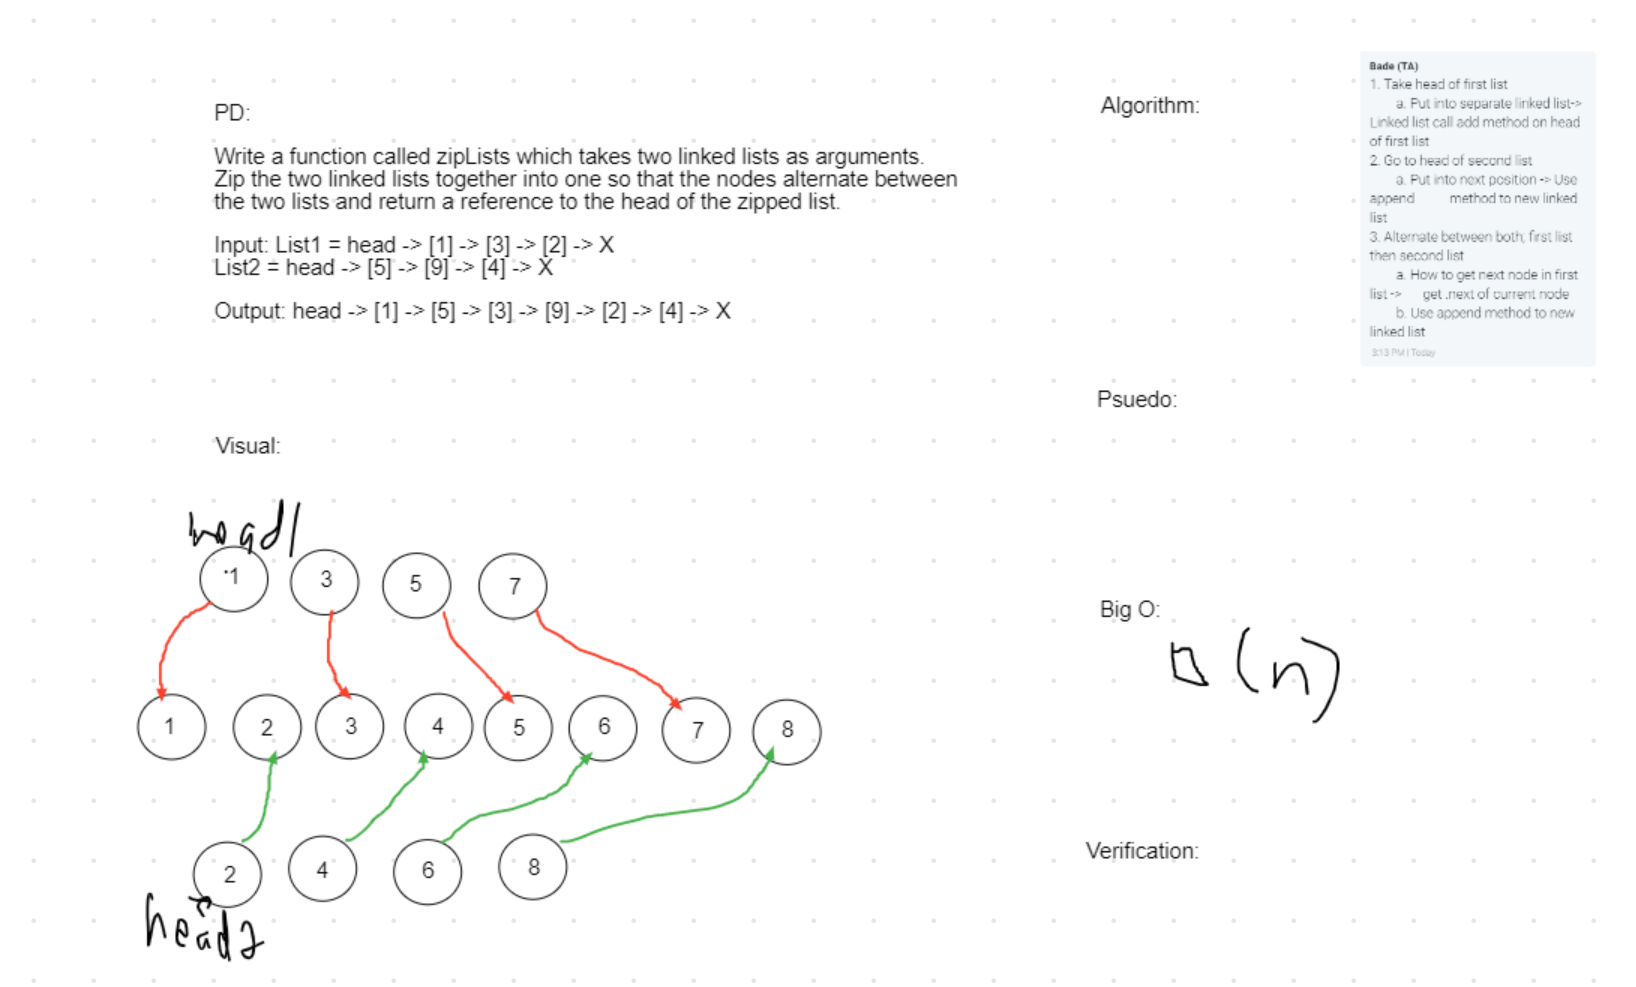 PD:
Write a function called zipLists which takes two linked lists as arguments.
Zip the two linked lists together into one so that the nodes alternate between
the two lists and return a reference to the head of the zipped list.
Input: List1 = head -> [1] -> [3] -> [2] -> X
List2 = head -> [5] -> [9] -> [4] -> X
Output: head -> [1] -> [5] -> [3] -> [9] -> [2] -> [4] -> X
Visual:
head1
1 3 5 7
1 2 3 4 5 6 7 8
2 4 6 8
head2
Algorithm:
Bade (TA)
1. Take head of first list
a. Put into separate linked list->
Linked list call add method on head
of first list
2. Go to head of second list
a. Put into next position -> Use
append method to new linked
list
3. Alternate between both, first list
then second list
a. How to get next node in first
list -> get .next of current node
b. Use append method to new
linked list
3:13 PM | Today
Psuedo:
Big O:
O (n)
Verification: